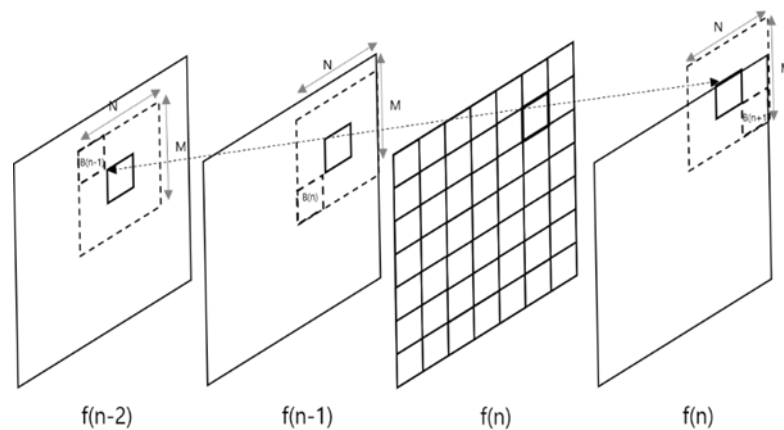 N
M
B(n-1)
f(n-2)
N
M
B(n)
f(n-1)
f(n)
N
M
B(n+1)
f(n)